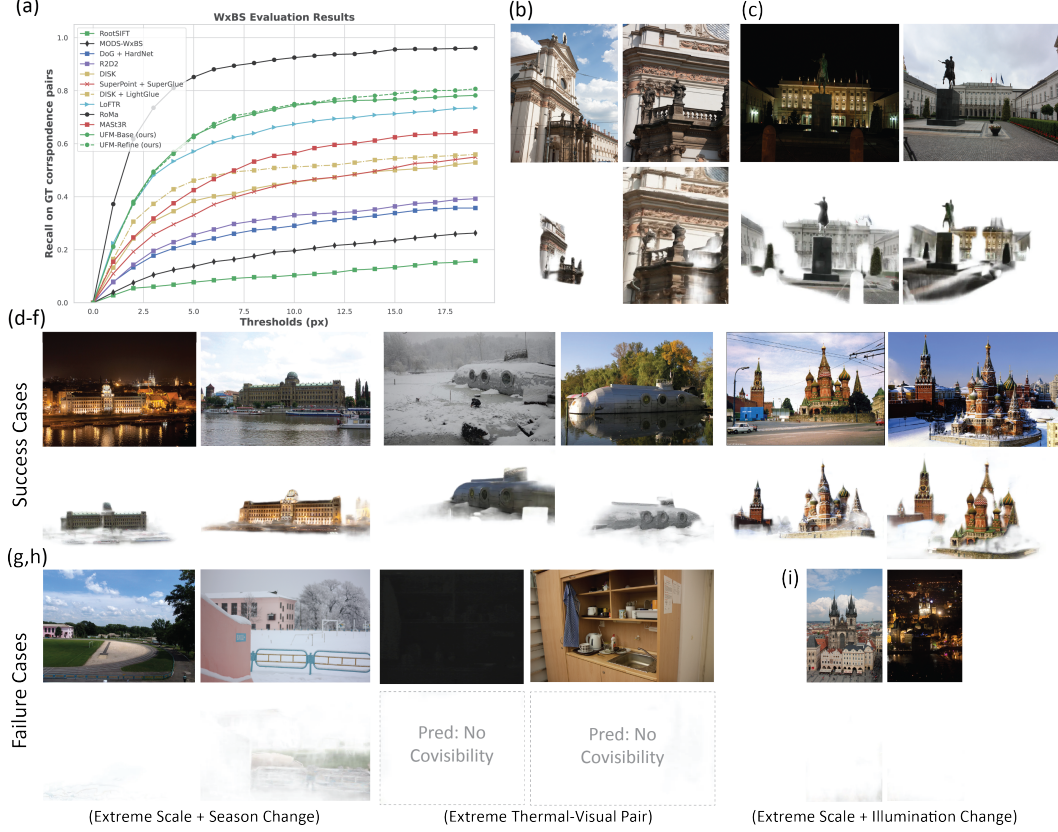 (a)
WxBS Evaluation Results
1.0
0.8
0.6
0.4
0.2
0.0
Recall on GT correspondence pairs
RootSIFT
MODS-WxBS
DoG + HardNet
R2D2
DISK
SuperPoint + SuperGlue
DISK + LightGlue
LoFTR
RoMa
MASt3R
UFM-Base (ours)
UFM-Refine (ours)
0.0 2.5 5.0 7.5 10.0 12.5 15.0 17.5
Thresholds (px)
(b)
(c)
(d-f)
Success Cases
(g,h)
(i)
Failure Cases
Pred: No
Covisibility
Pred: No
Covisibility
(Extreme Scale + Season Change)
(Extreme Thermal-Visual Pair)
(Extreme Scale + Illumination Change)